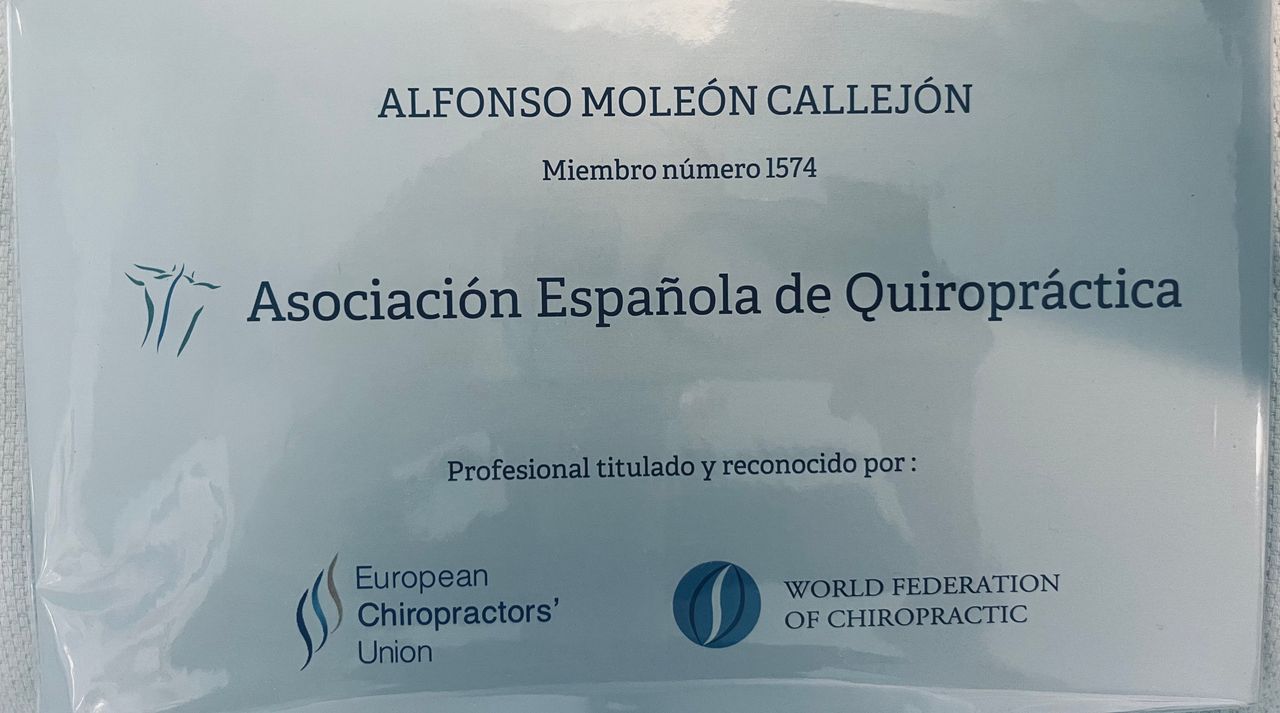 ALFONSO MOLEÓN CALLEJÓN
Miembro número 1574
Asociación Española de Quiropráctica
Profesional titulado y reconocido por :
European
Chiropractors’
Union
WORLD FEDERATION
OF CHIROPRACTIC